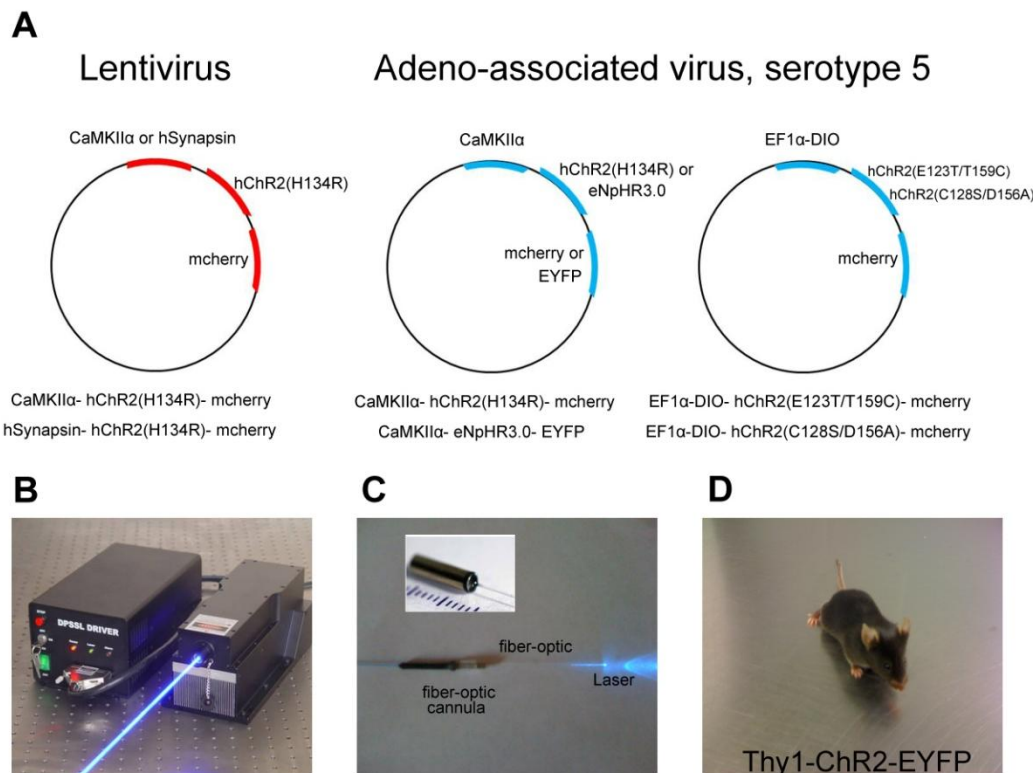 A
Lentivirus
Adeno-associated virus, serotype 5
CaMKIIα or hSynapsin
hChR2(H134R)
mcherry
CaMKIIα- hChR2(H134R)- mcherry
hSynapsin- hChR2(H134R)- mcherry
CaMKIIα
hChR2(H134R) or
eNpHR3.0
mcherry or
EYFP
CaMKIIα- hChR2(H134R)- mcherry
CaMKIIα- eNpHR3.0- EYFP
EF1α-DIO
hChR2(E123T/T159C)
hChR2(C128S/D156A)
mcherry
EF1α-DIO- hChR2(E123T/T159C)- mcherry
EF1α-DIO- hChR2(C128S/D156A)- mcherry
B
DPSSL DRIVER
C
fiber-optic
Laser
fiber-optic
cannula
D
Thy1-ChR2-EYFP